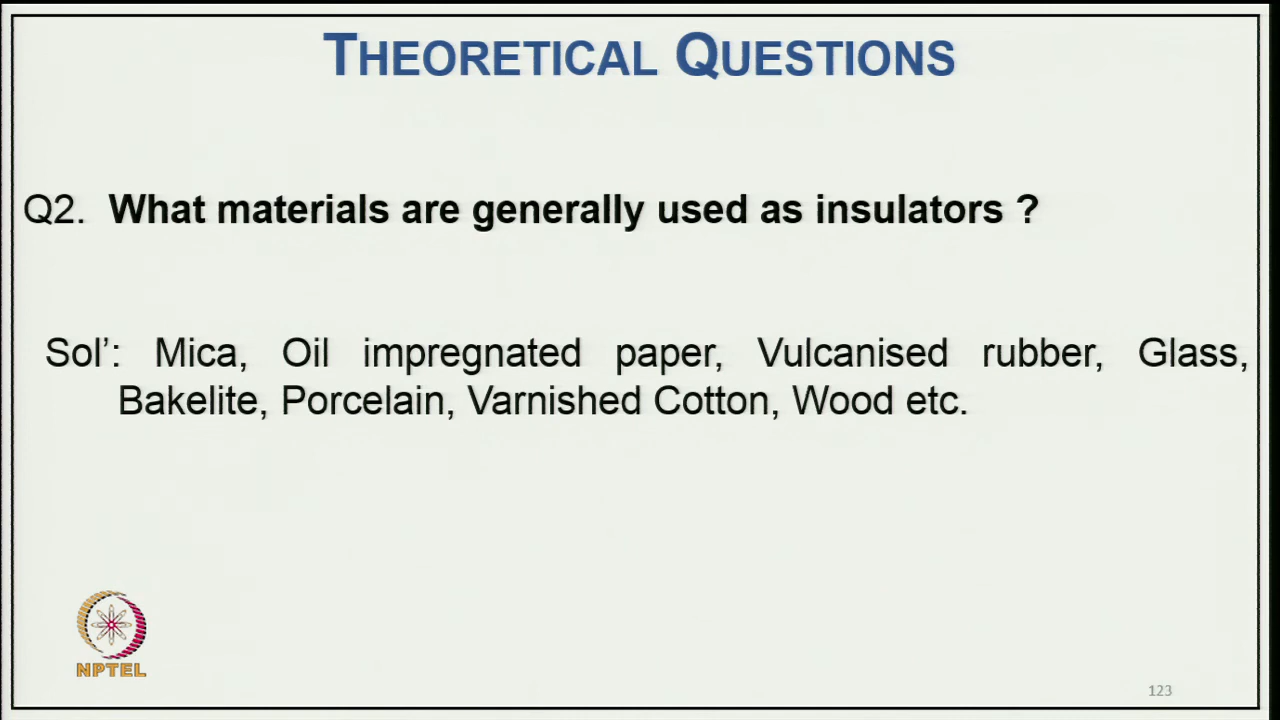 THEORETICAL QUESTIONS
Q2. What materials are generally used as insulators ?
Sol’: Mica, Oil impregnated paper, Vulcanised rubber, Glass,
Bakelite, Porcelain, Varnished Cotton, Wood etc.
NPTEL
123